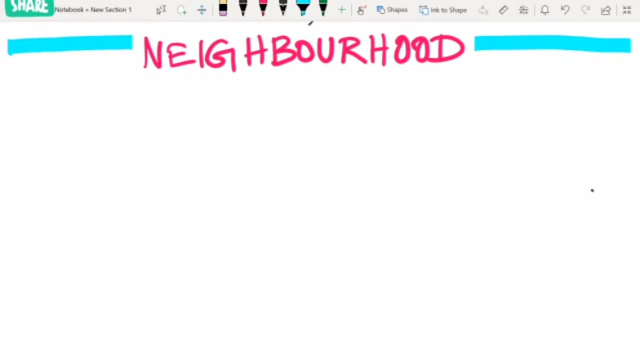 SHARE
Notebook » New Section 1
Shapes
Ink to Shape
NEIGHBOURHOOD